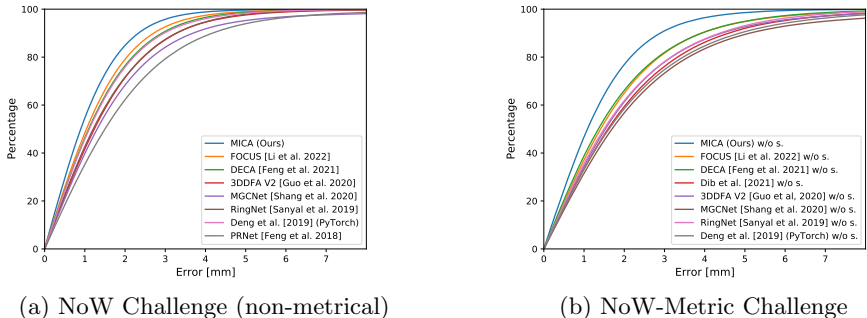 100
80
60
40
20
0
Percentage
MICA (Ours)
FOCUS [Li et al. 2022]
DECA [Feng et al. 2021]
3DDFA V2 [Guo et al. 2020]
MGCNet [Shang et al. 2020]
RingNet [Sanyal et al. 2019]
Deng et al. [2019] (PyTorch)
PRNet [Feng et al. 2018]
0 1 2 3 4 5 6 7
Error [mm]
(a) NoW Challenge (non-metrical)
100
80
60
40
20
0
Percentage
MICA (Ours) w/o s.
FOCUS [Li et al. 2022] w/o s.
DECA [Feng et al. 2021] w/o s.
Dib et al. [2021] w/o s.
3DDFA V2 [Guo et al, 2020] w/o s.
MGCNet [Shang et al. 2020] w/o s.
RingNet [Sanyal et al. 2019] w/o s.
Deng et al. [2019] (PyTorch) w/o s.
0 1 2 3 4 5 6 7
Error [mm]
(b) NoW-Metric Challenge